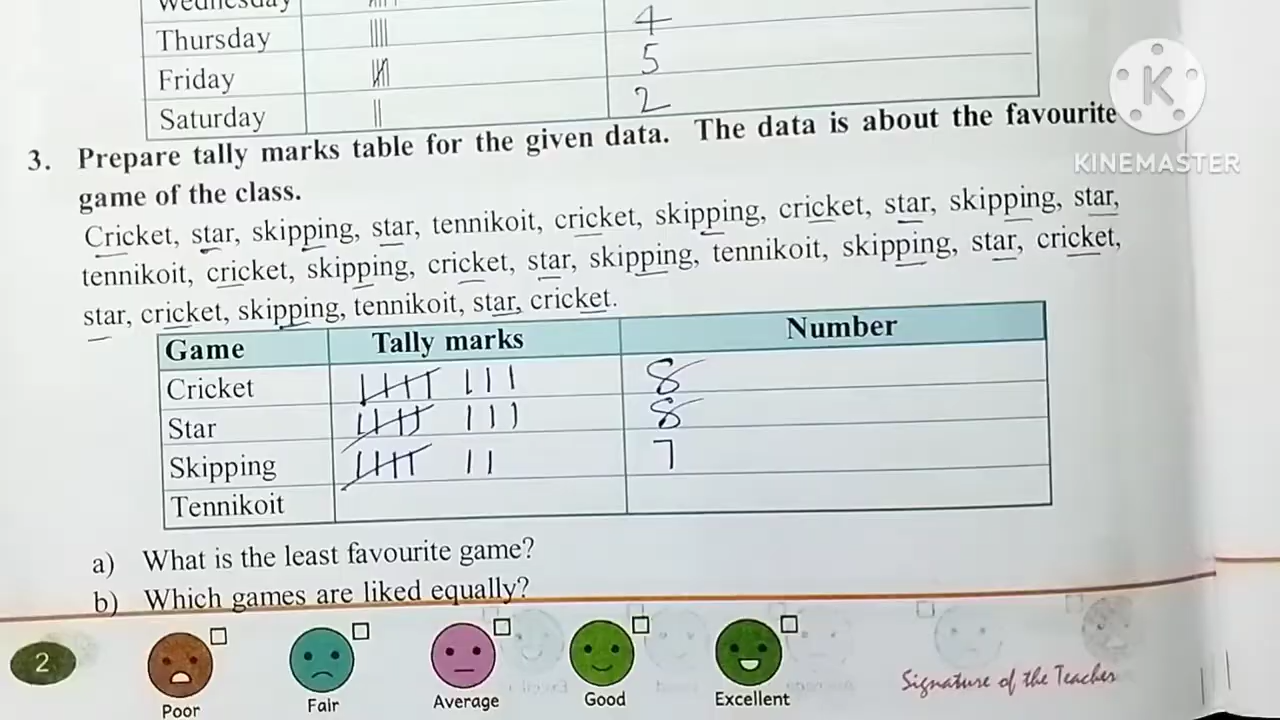 Wednesday
Thursday |||| 4
Friday 5
Saturday || 2
3. Prepare tally marks table for the given data. The data is about the favourite
game of the class.
Cricket, star, skipping, star, tennikoit, cricket, skipping, cricket, star, skipping, star,
tennikoit, cricket, skipping, cricket, star, skipping, tennikoit, skipping, star, cricket,
star, cricket, skipping, tennikoit, star, cricket.
Game Tally marks Number
Cricket 8
Star 8
Skipping 7
Tennikoit
a) What is the least favourite game?
b) Which games are liked equally?
2
Poor Fair Average Good Excellent
Signature of the Teacher
K
KINEMASTER